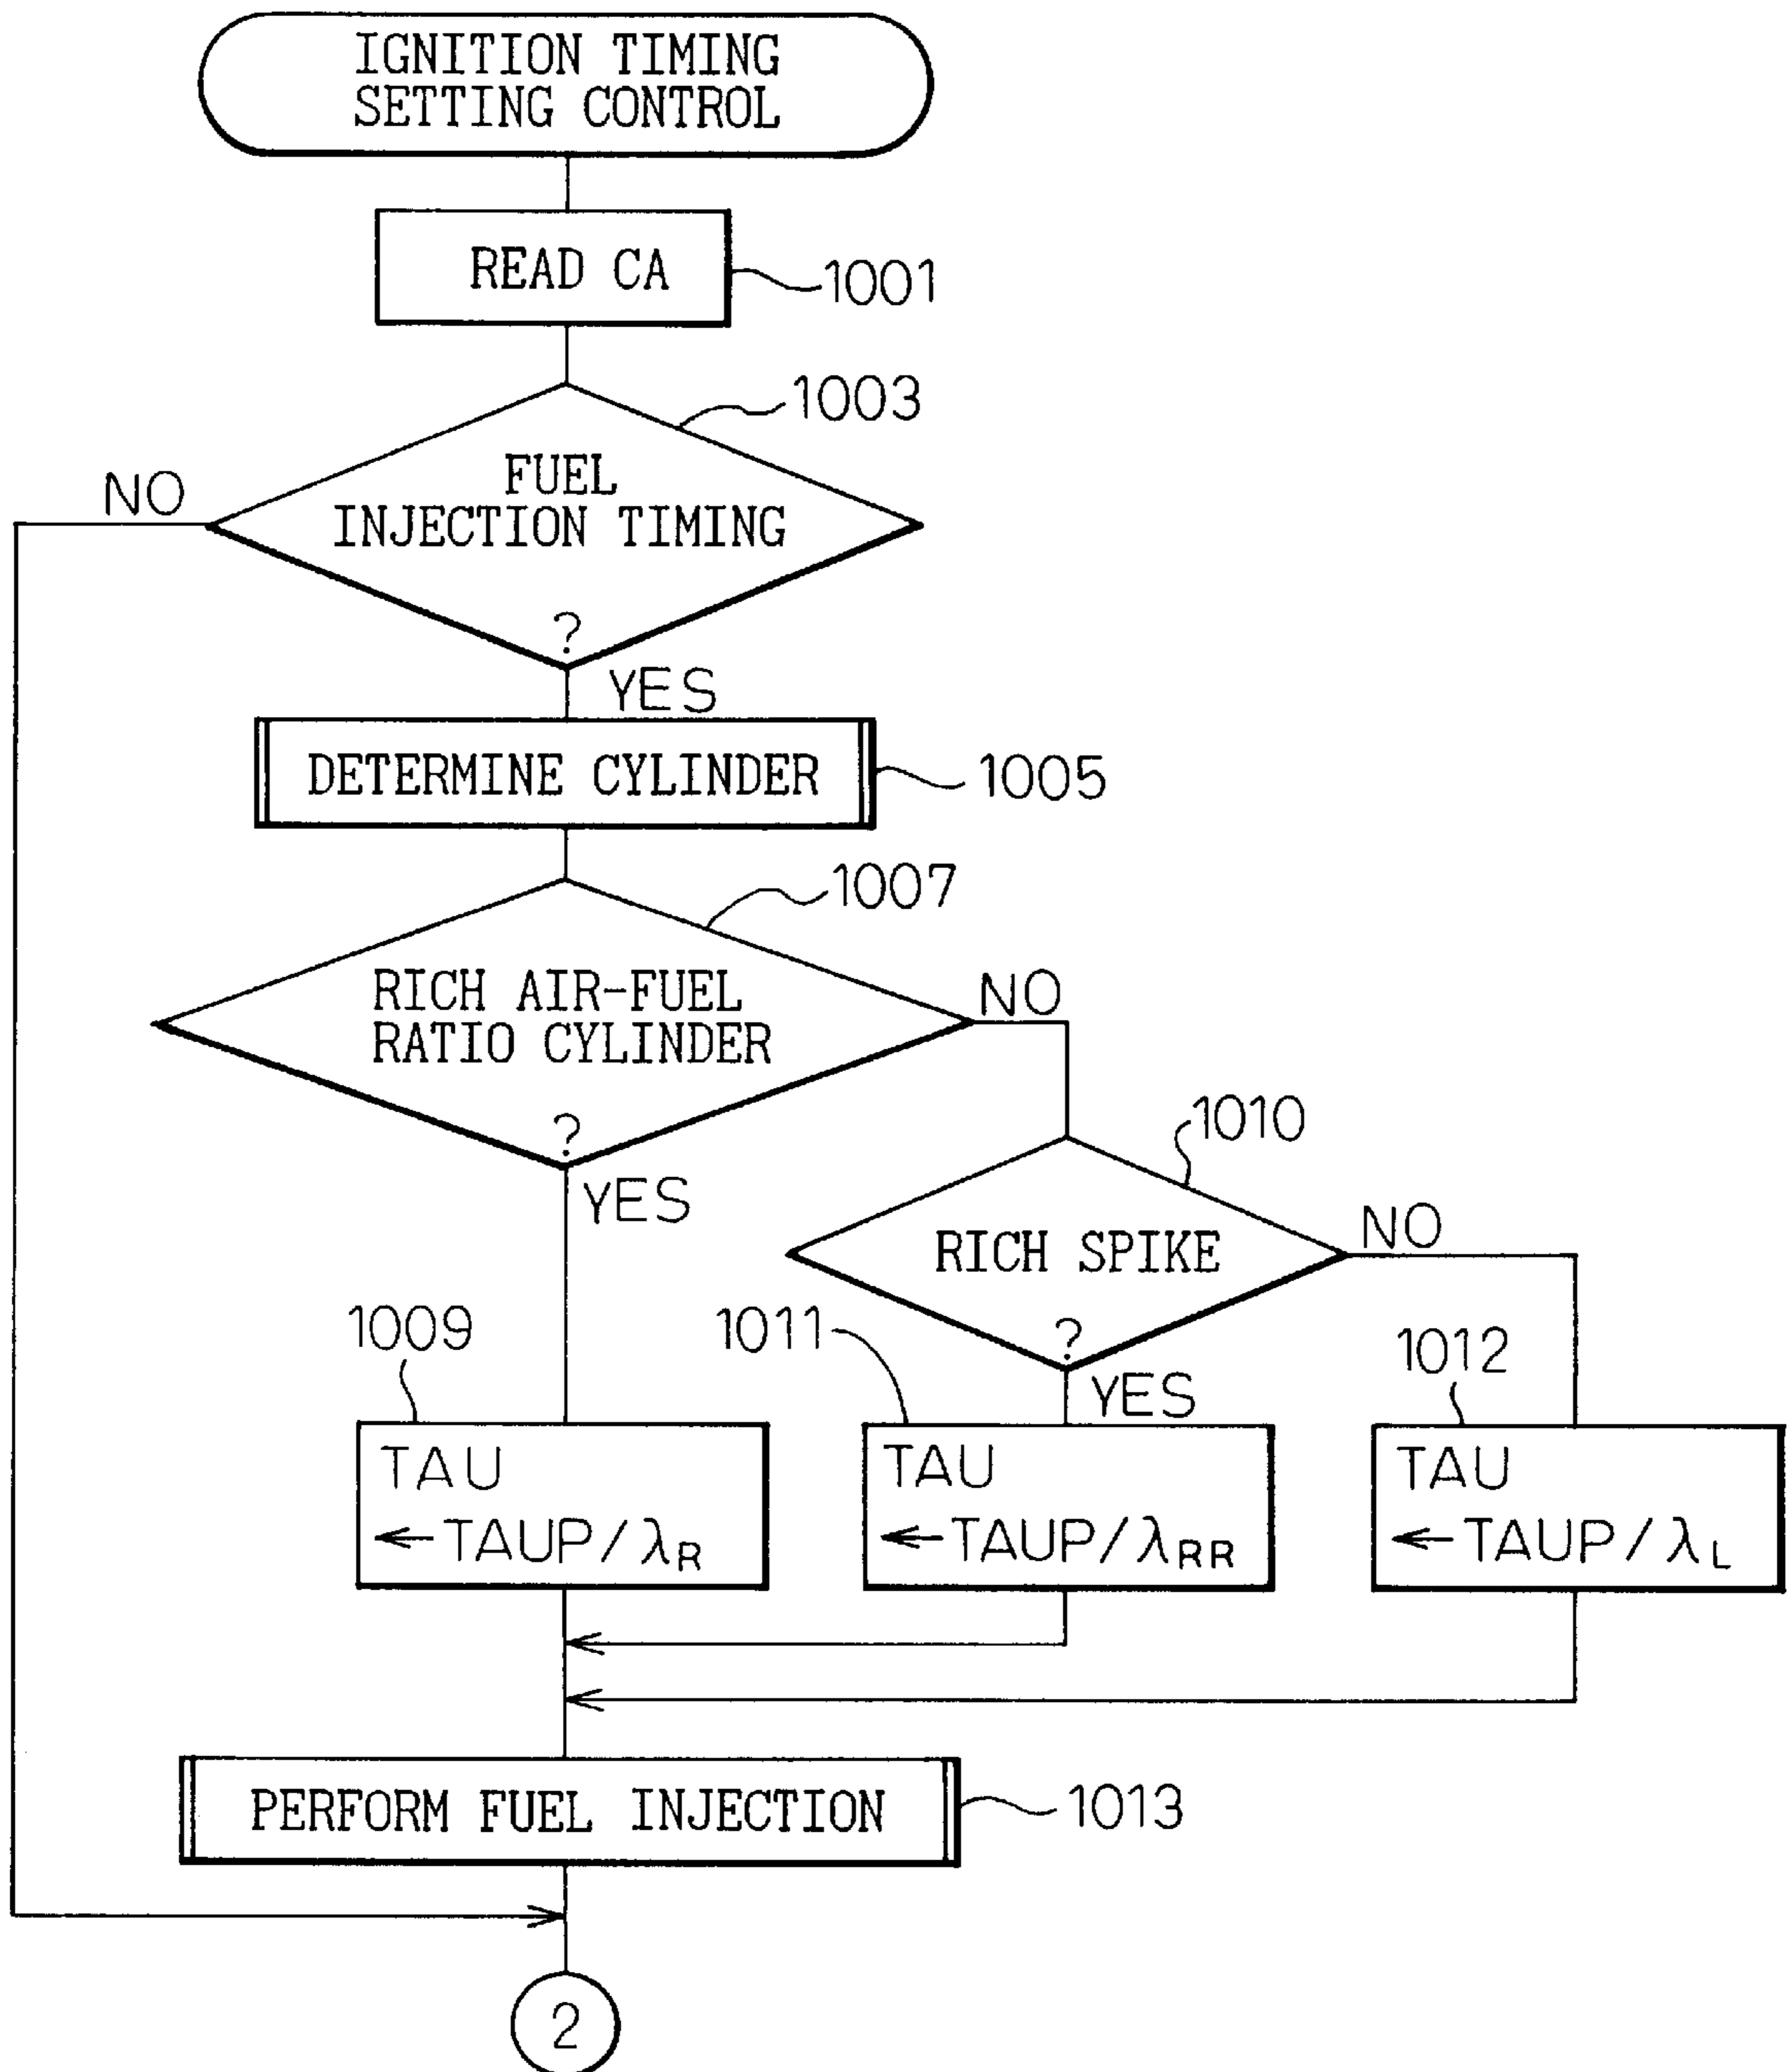 IGNITION TIMING
SETTING CONTROL
READ CA
1001
1003
FUEL
INJECTION TIMING
?
NO
YES
DETERMINE CYLINDER
1005
1007
RICH AIR-FUEL
RATIO CYLINDER
?
NO
YES
1010
RICH SPIKE
?
NO
YES
1009
TAU
←TAUP/λR
1011
TAU
←TAUP/λRR
1012
TAU
←TAUP/λL
PERFORM FUEL INJECTION
1013
2